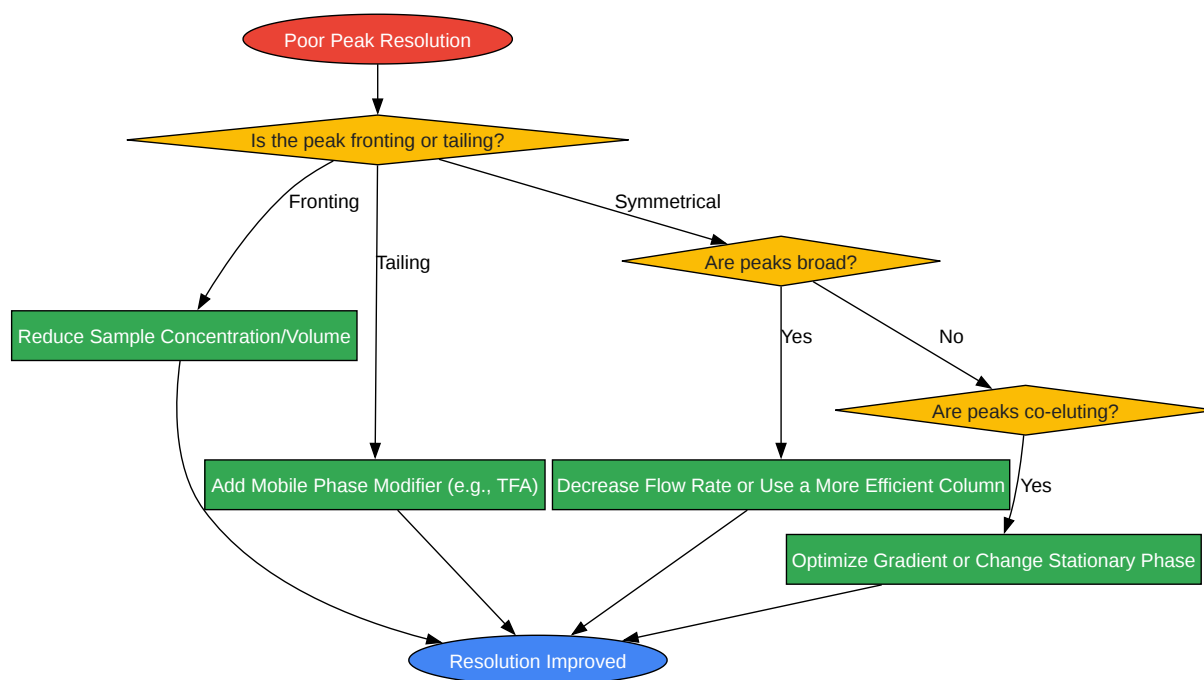 Poor Peak Resolution
Is the peak fronting or tailing?
Fronting
Symmetrical
Tailing
Are peaks broad?
Reduce Sample Concentration/Volume
Yes
No
Are peaks co-eluting?
Add Mobile Phase Modifier (e.g., TFA)
Decrease Flow Rate or Use a More Efficient Column
Yes
Optimize Gradient or Change Stationary Phase
Resolution Improved